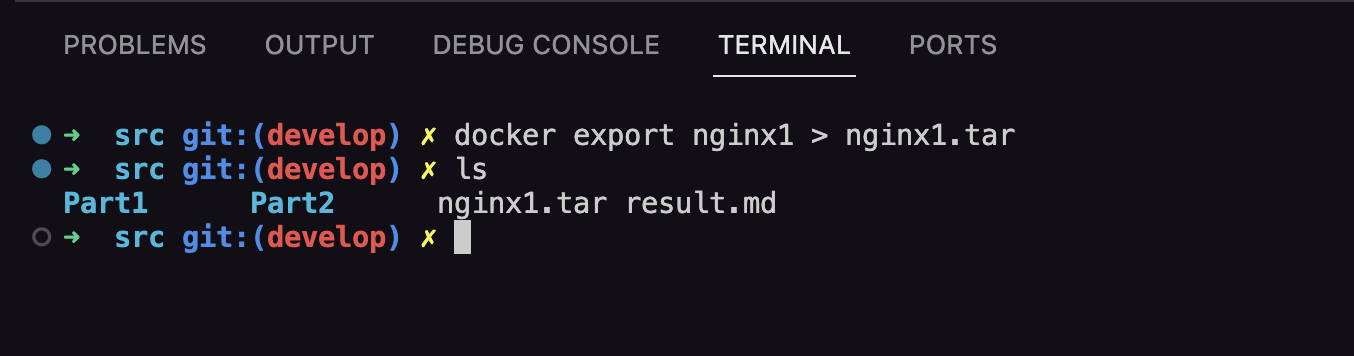 PROBLEMS OUTPUT DEBUG CONSOLE TERMINAL PORTS
➜ src git:(develop) ✗ docker export nginx1 > nginx1.tar
➜ src git:(develop) ✗ ls
Part1 Part2 nginx1.tar result.md
➜ src git:(develop) ✗